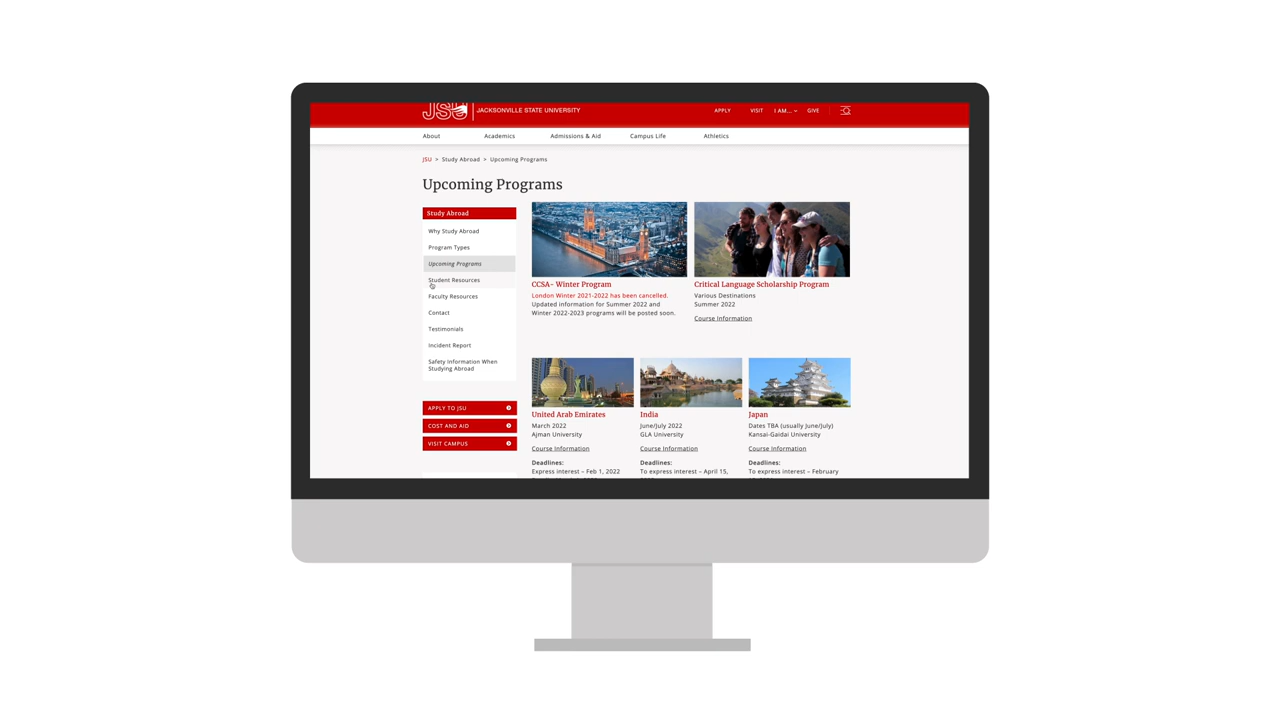 JSU JACKSONVILLE STATE UNIVERSITY
APPLY VISIT I AM... GIVE
About Academics Admissions & Aid Campus Life Athletics
JSU > Study Abroad > Upcoming Programs
Upcoming Programs
Study Abroad
Why Study Abroad
Program Types
Upcoming Programs
Student Resources
Faculty Resources
Contact
Testimonials
Incident Report
Safety Information When
Studying Abroad
APPLY TO JSU
COST AND AID
VISIT CAMPUS
CCSA- Winter Program
London Winter 2021-2022 has been cancelled.
Updated information for Summer 2022 and
Winter 2022-2023 programs will be posted soon.
Critical Language Scholarship Program
Various Destinations
Summer 2022
Course Information
United Arab Emirates
March 2022
Ajman University
Course Information
Deadlines:
Express interest – Feb 1, 2022
India
June/July 2022
GLA University
Course Information
Deadlines:
To express interest – April 15,
Japan
Dates TBA (usually June/July)
Kansai-Gaidai University
Course Information
Deadlines:
To express interest – February